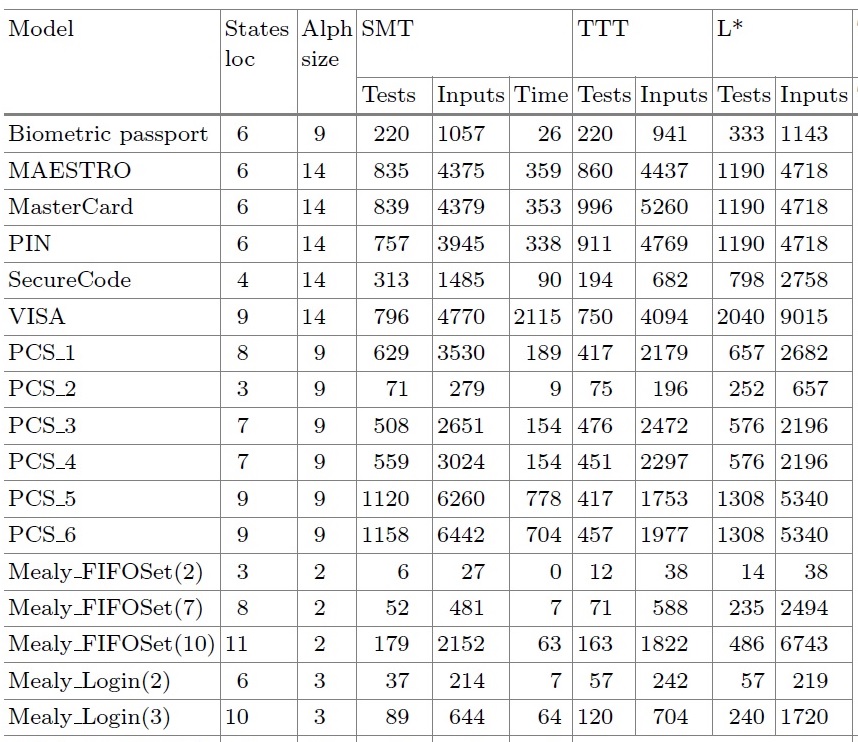 Model States Alph SMT TTT L*
loc size
Tests Inputs Time Tests Inputs Tests Inputs
Biometric passport 6 9 220 1057 26 220 941 333 1143
MAESTRO 6 14 835 4375 359 860 4437 1190 4718
MasterCard 6 14 839 4379 353 996 5260 1190 4718
PIN 6 14 757 3945 338 911 4769 1190 4718
SecureCode 4 14 313 1485 90 194 682 798 2758
VISA 9 14 796 4770 2115 750 4094 2040 9015
PCS_1 8 9 629 3530 189 417 2179 657 2682
PCS_2 3 9 71 279 9 75 196 252 657
PCS_3 7 9 508 2651 154 476 2472 576 2196
PCS_4 7 9 559 3024 154 451 2297 576 2196
PCS_5 9 9 1120 6260 778 417 1753 1308 5340
PCS_6 9 9 1158 6442 704 457 1977 1308 5340
Mealy_FIFOSet(2) 3 2 6 27 0 12 38 14 38
Mealy_FIFOSet(7) 8 2 52 481 7 71 588 235 2494
Mealy_FIFOSet(10) 11 2 179 2152 63 163 1822 486 6743
Mealy_Login(2) 6 3 37 214 7 57 242 57 219
Mealy_Login(3) 10 3 89 644 64 120 704 240 1720